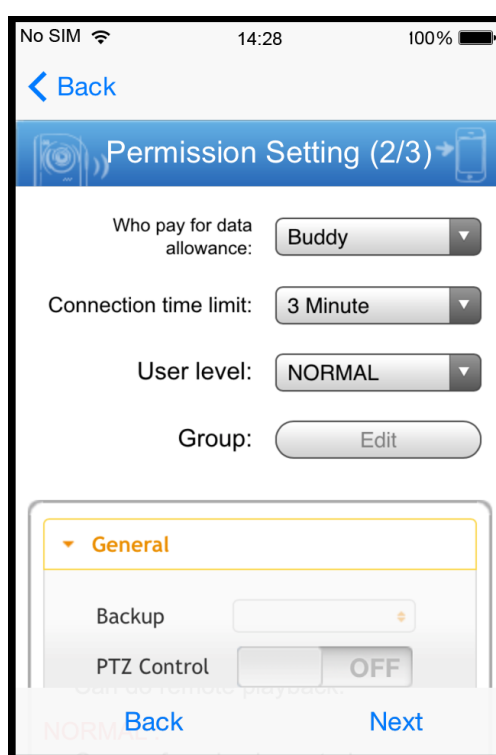 No SIM 14:28 100%
Back
Permission Setting (2/3)
Who pay for data
allowance:
Buddy
Connection time limit: 3 Minute
User level: NORMAL
Group: Edit
General
Backup
PTZ Control OFF
Can do remote playback.
NORMAL
Back Next